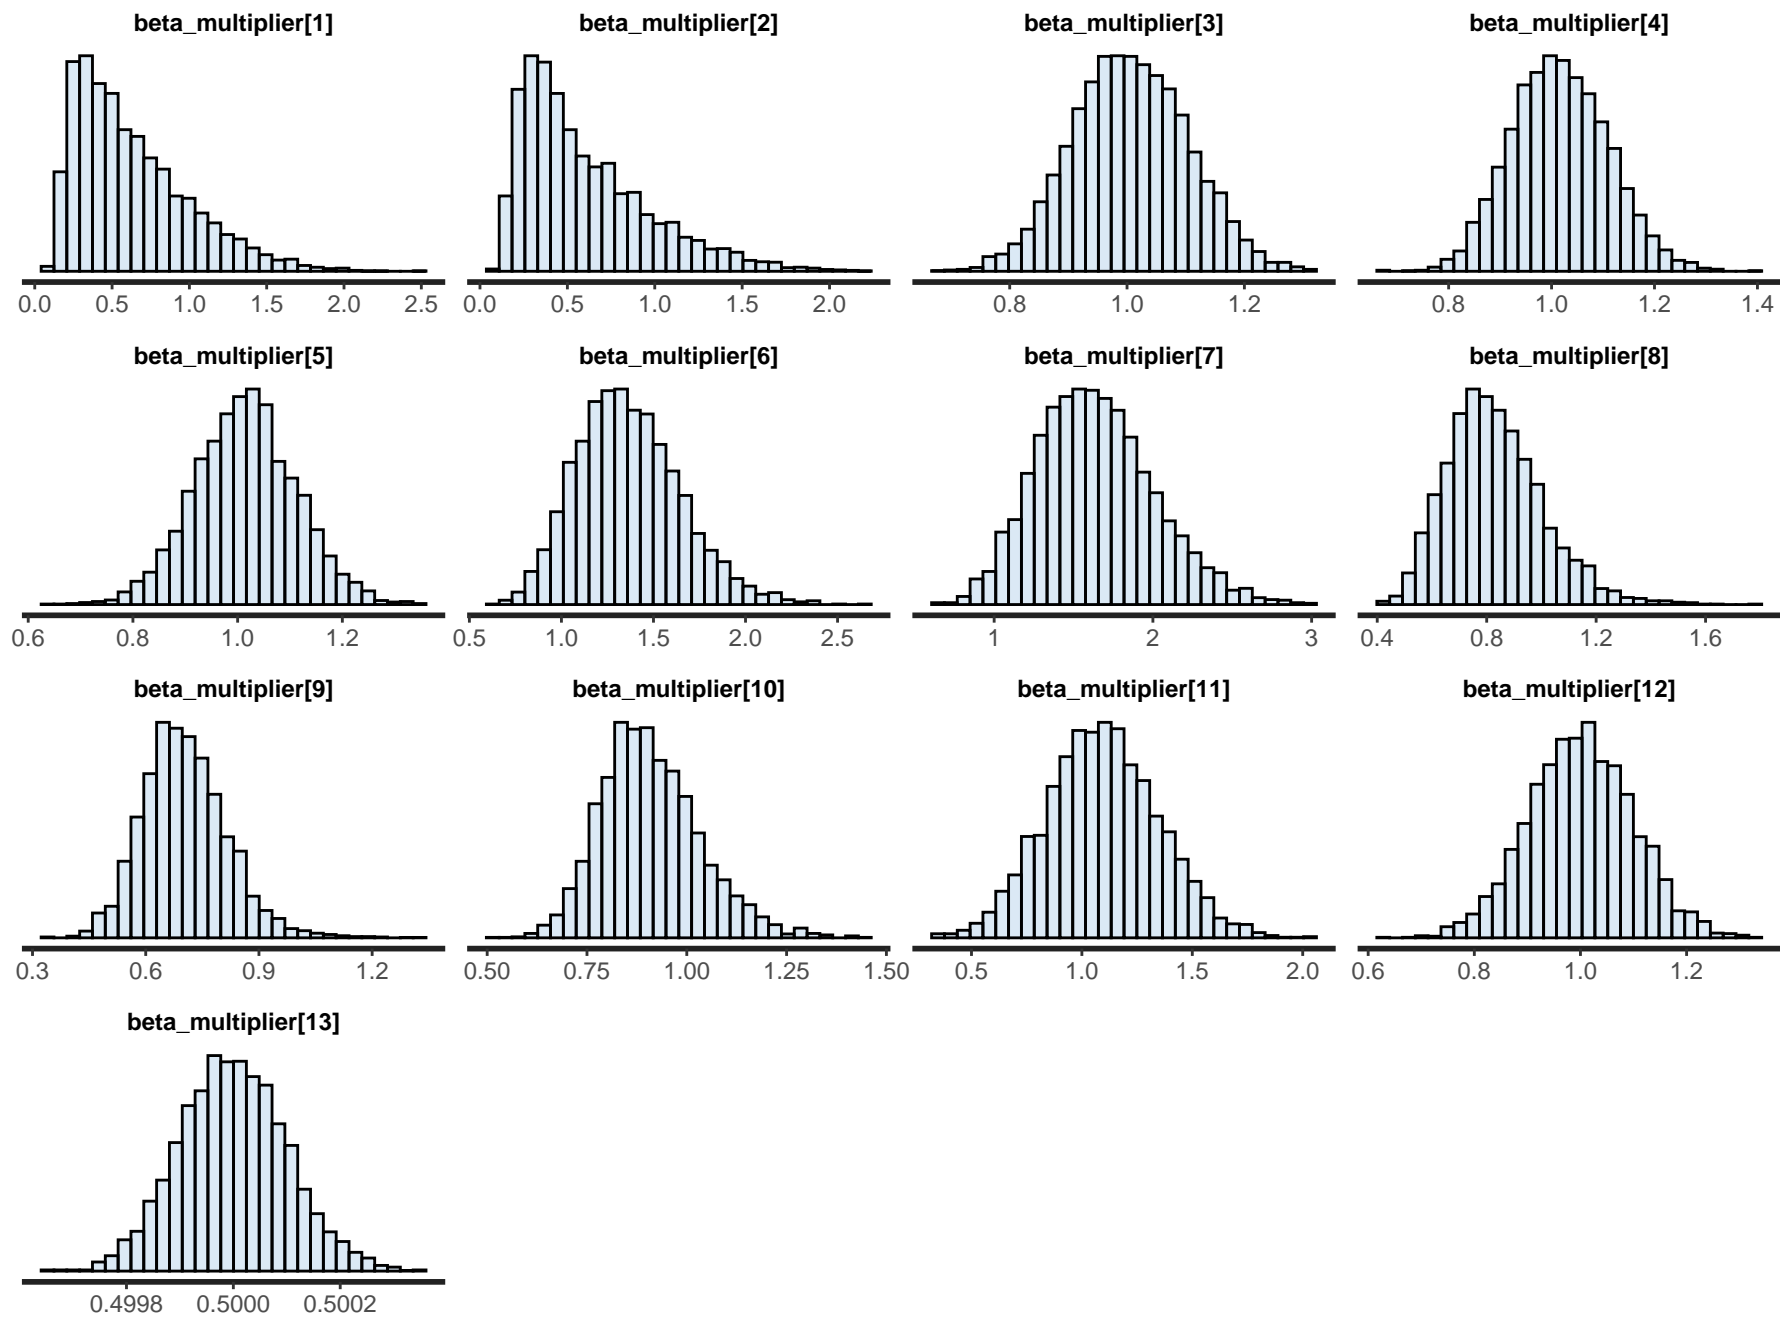 beta_multiplier[1] beta_multiplier[2] beta_multiplier[3] beta_multiplier[4]
0.0 0.5 1.0 1.5 2.0 2.5 0.0 0.5 1.0 1.5 2.0 0.8 1.0 1.2 0.8 1.0 1.2 1.4
beta_multiplier[5] beta_multiplier[6] beta_multiplier[7] beta_multiplier[8]
0.6 0.8 1.0 1.2 0.5 1.0 1.5 2.0 2.5 1 2 3 0.4 0.8 1.2 1.6
beta_multiplier[9] beta_multiplier[10] beta_multiplier[11] beta_multiplier[12]
0.3 0.6 0.9 1.2 0.50 0.75 1.00 1.25 1.50 0.5 1.0 1.5 2.0 0.6 0.8 1.0 1.2
beta_multiplier[13]
0.4998 0.5000 0.5002